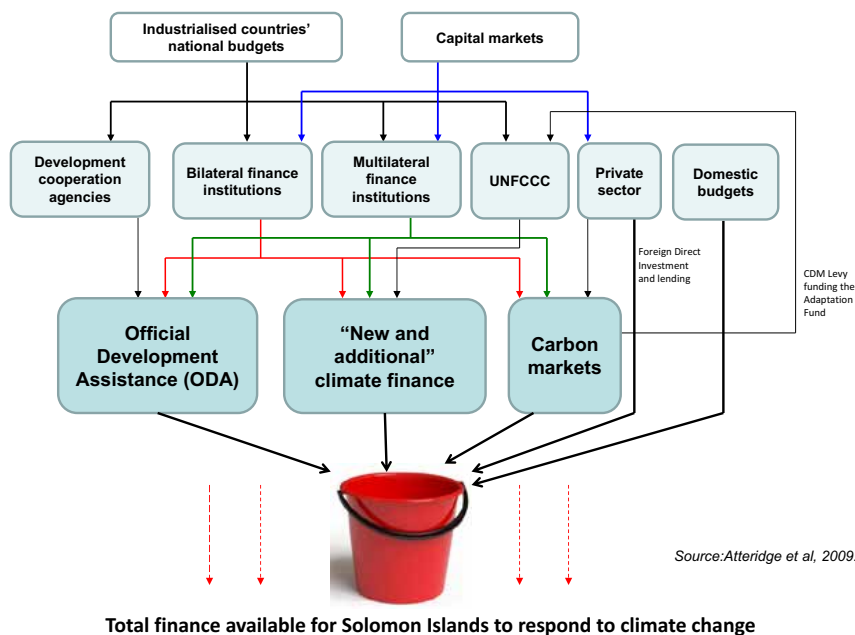 Industrialised countries'
national budgets
Capital markets
Development
cooperation
agencies
Bilateral finance
institutions
Multilateral
finance
institutions
UNFCCC
Private
sector
Domestic
budgets
Foreign Direct
Investment
and lending
CDM Levy
funding the
Adaptation
Fund
Official
Development
Assistance (ODA)
“New and
additional”
climate finance
Carbon
markets
Source:Atteridge et al, 2009.
Total finance available for Solomon Islands to respond to climate change